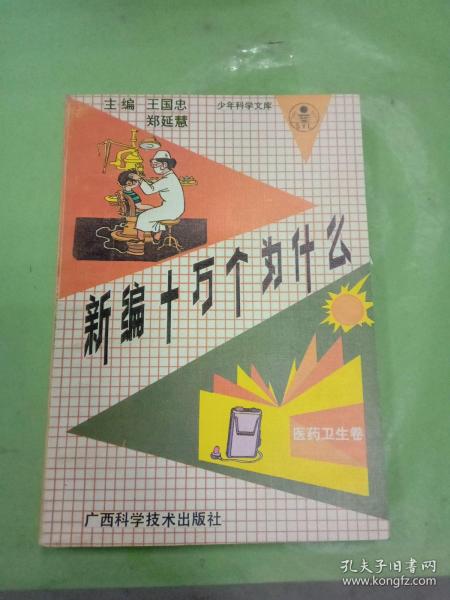 主编 王国忠
郑延慧
少年科学文库
新编十万个为什么
医药卫生卷
广西科学技术出版社
孔夫子旧书网
www.kongfz.com